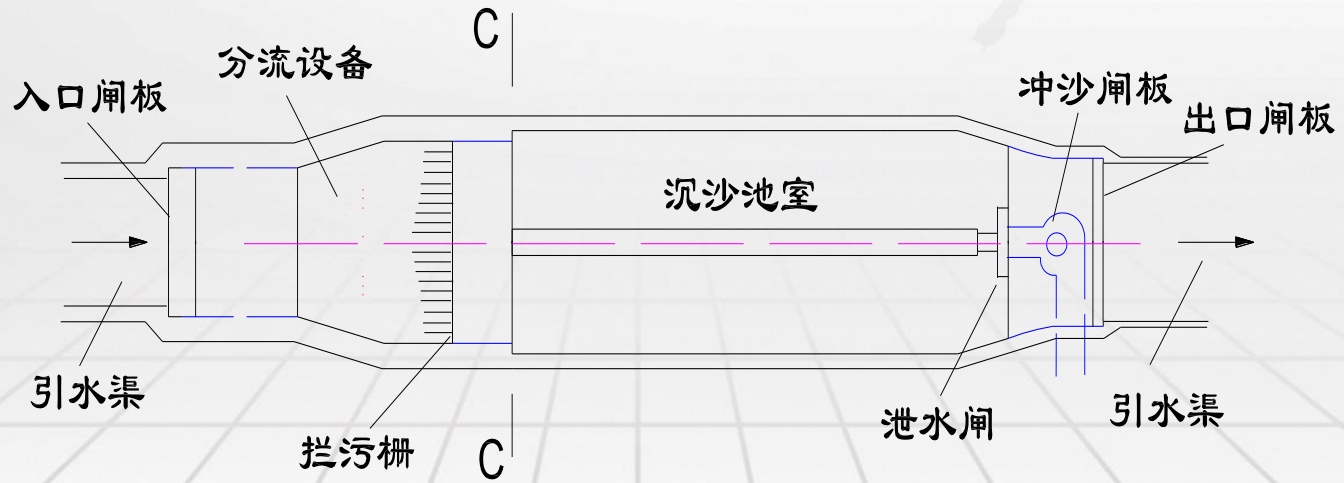 C
分流设备
入口闸板
冲沙闸板
出口闸板
沉沙池室
引水渠
拦污栅
泄水闸
引水渠
C